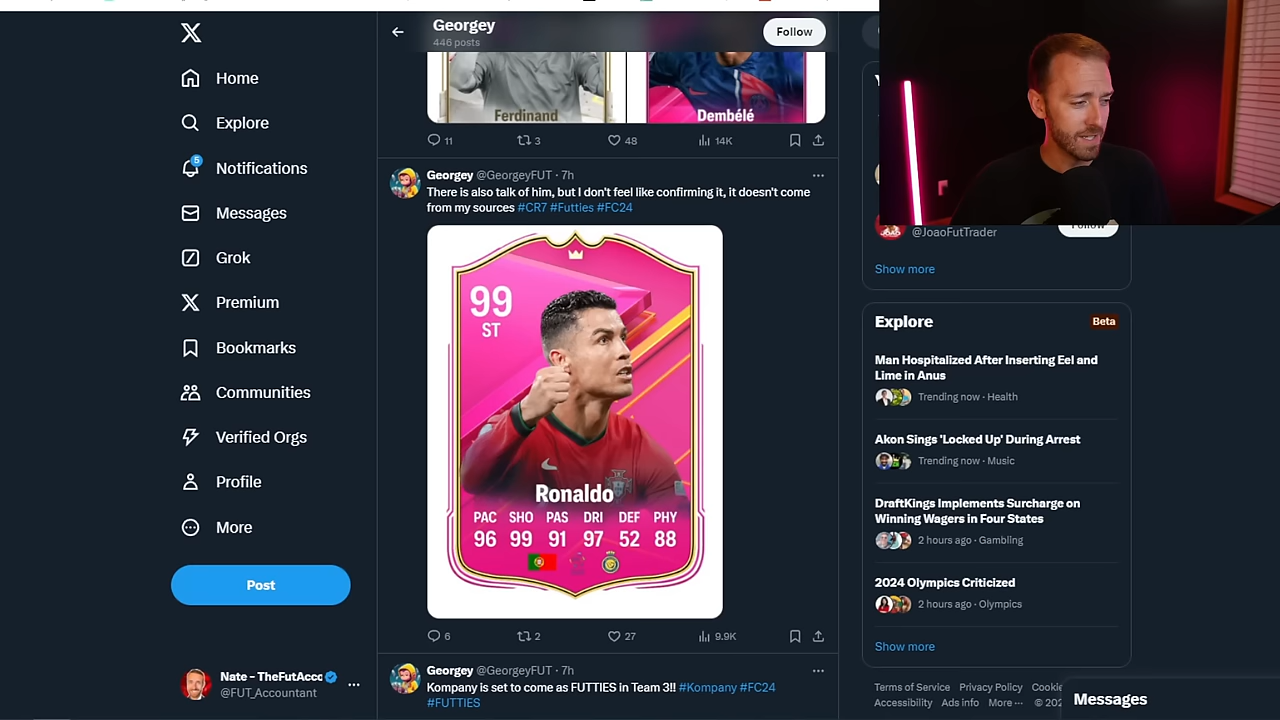 Home
Explore
5
Notifications
Messages
Grok
Premium
Bookmarks
Communities
Verified Orgs
Profile
More
Post
Nate – TheFutAcc
@FUT_Accountant
Georgey
446 posts
Follow
Ferdinand
Dembélé
11
3
48
14K
Georgey @GeorgeyFUT · 7h
There is also talk of him, but I don't feel like confirming it, it doesn't come
from my sources #CR7 #Futties #FC24
99
ST
Ronaldo
PAC SHO PAS DRI DEF PHY
96 99 91 97 52 88
6
2
27
9.9K
Georgey @GeorgeyFUT · 7h
Kompany is set to come as FUTTIES in Team 3!! #Kompany #FC24
#FUTTIES
@JoaoFutTrader
Follow
Show more
Explore
Beta
Man Hospitalized After Inserting Eel and
Lime in Anus
Trending now · Health
Akon Sings 'Locked Up' During Arrest
Trending now · Music
DraftKings Implements Surcharge on
Winning Wagers in Four States
2 hours ago · Gambling
2024 Olympics Criticized
2 hours ago · Olympics
Show more
Terms of Service Privacy Policy Cookie
Accessibility Ads info More ··· © 202
Messages